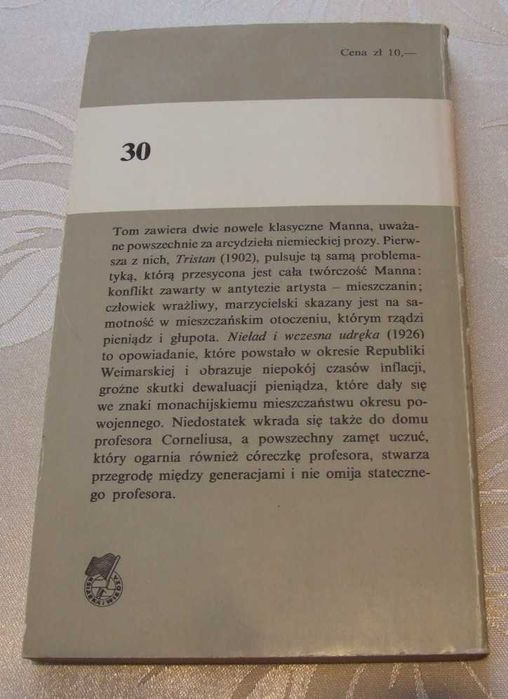 Cena zł 10,—
30
Tom zawiera dwie nowele klasyczne Manna, uważa-
ne powszechnie za arcydzieła niemieckiej prozy. Pierw-
sza z nich, Tristan (1902), pulsuje tą samą problema-
tyką, którą przesycona jest cała twórczość Manna:
konflikt zawarty w antytezie artysta – mieszczanin;
człowiek wrażliwy, marzycielski skazany jest na sa-
motność w mieszczańskim otoczeniu, którym rządzi
pieniądz i głupota. Nieład i wczesna udręka (1926)
to opowiadanie, które powstało w okresie Republiki
Weimarskiej i obrazuje niepokój czasów inflacji,
groźne skutki dewaluacji pieniądza, które dały się
we znaki monachijskiemu mieszczaństwu okresu po-
wojennego. Niedostatek wkrada się także do domu
profesora Corneliusa, a powszechny zamęt uczuć,
który ogarnia również córeczkę profesora, stwarza
przegrodę między generacjami i nie omija stateczne-
go profesora.
KSIĄŻKA I WIEDZA